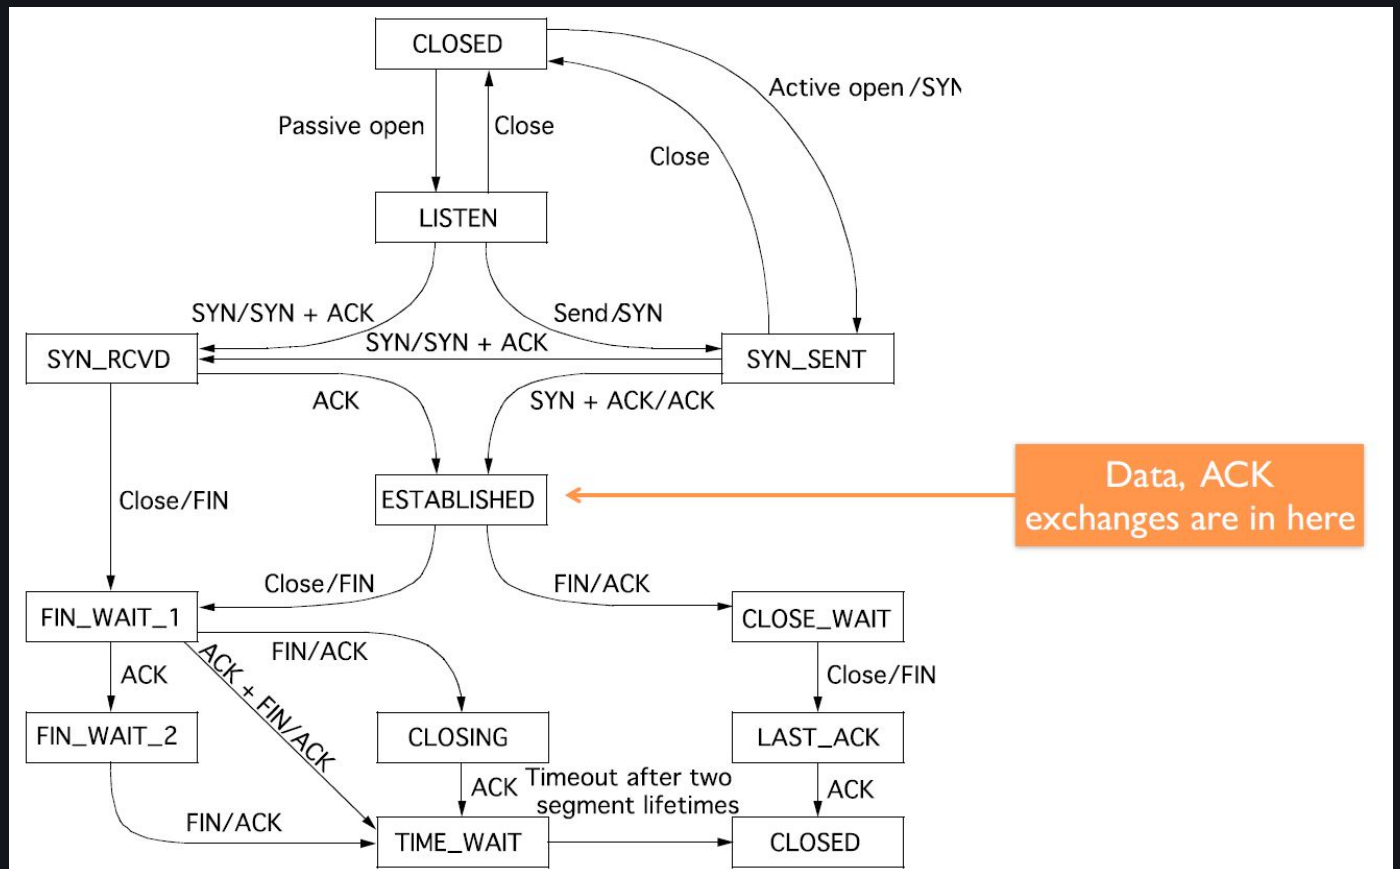 CLOSED
Active open /SYN
Passive open
Close
Close
LISTEN
SYN/SYN + ACK
Send/SYN
SYN/SYN + ACK
SYN_RCVD
SYN_SENT
ACK
SYN + ACK/ACK
Data, ACK
exchanges are in here
ESTABLISHED
Close/FIN
Close/FIN
FIN/ACK
FIN_WAIT_1
CLOSE_WAIT
FIN/ACK
ACK
ACK + FIN/ACK
Close/FIN
FIN_WAIT_2
CLOSING
LAST_ACK
ACK
Timeout after two
segment lifetimes
ACK
FIN/ACK
TIME_WAIT
CLOSED